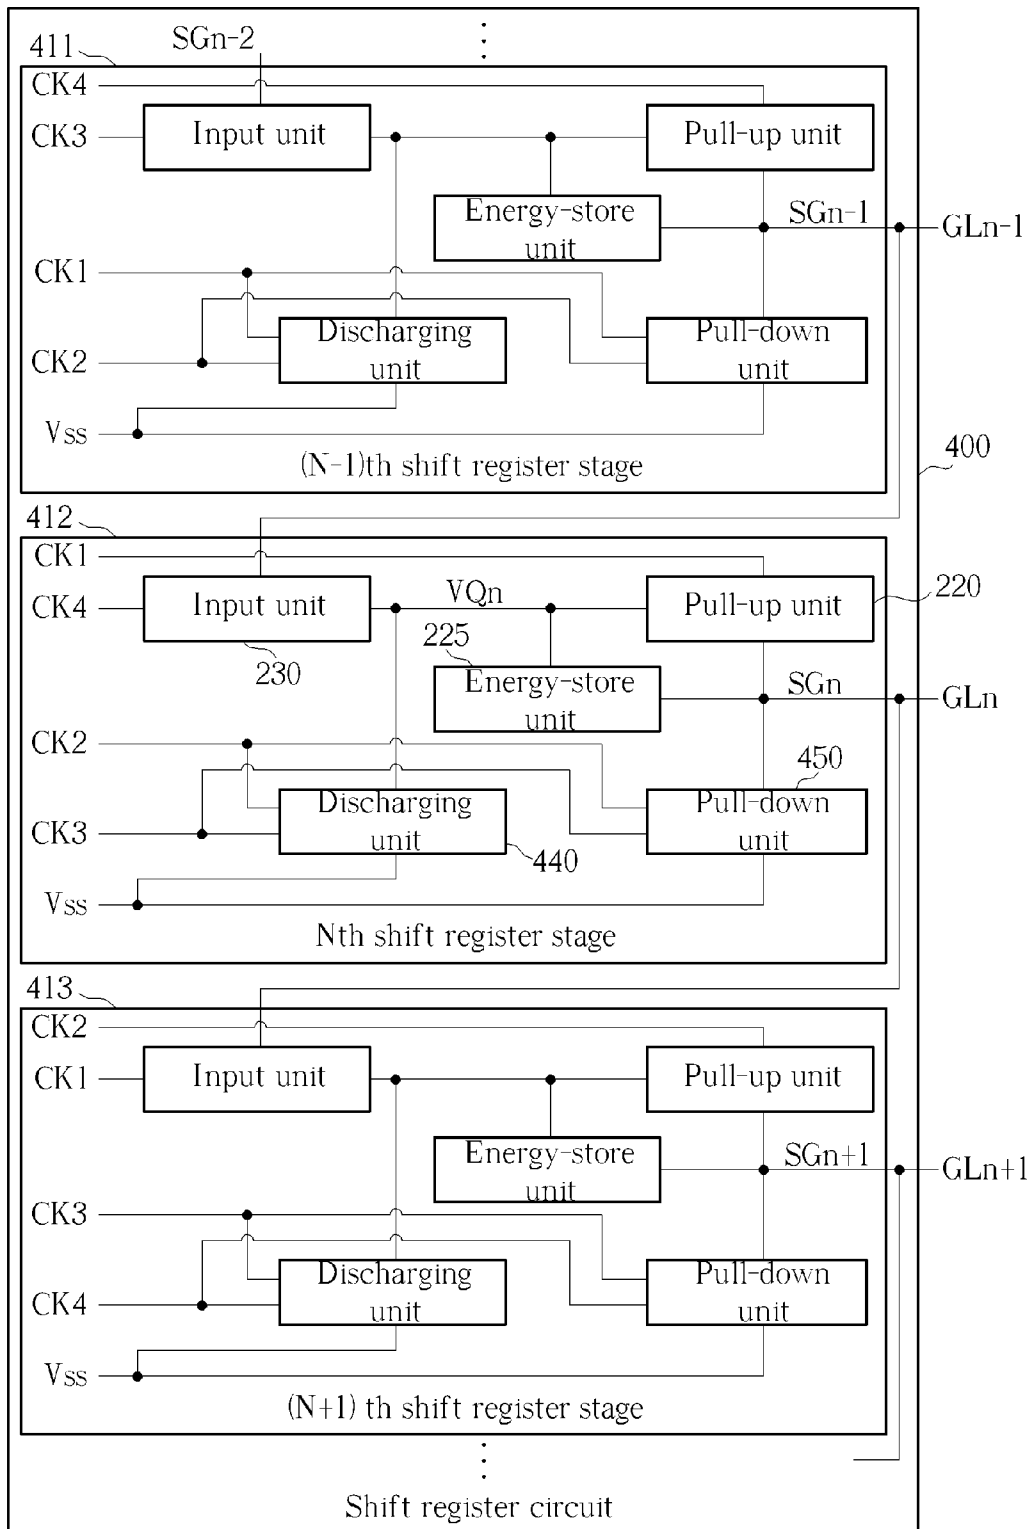 SGn-2
411
CK4
CK3
Input unit
Pull-up unit
Energy-store
unit
SGn-1
GLn-1
CK1
CK2
Discharging
unit
Pull-down
unit
Vss
(N-1)th shift register stage
400
412
CK1
CK4
Input unit
230
VQn
Pull-up unit
220
225
Energy-store
unit
SGn
GLn
CK2
CK3
Discharging
unit
440
450
Pull-down
unit
Vss
Nth shift register stage
413
CK2
CK1
Input unit
Pull-up unit
Energy-store
unit
SGn+1
GLn+1
CK3
CK4
Discharging
unit
Pull-down
unit
Vss
(N+1) th shift register stage
Shift register circuit